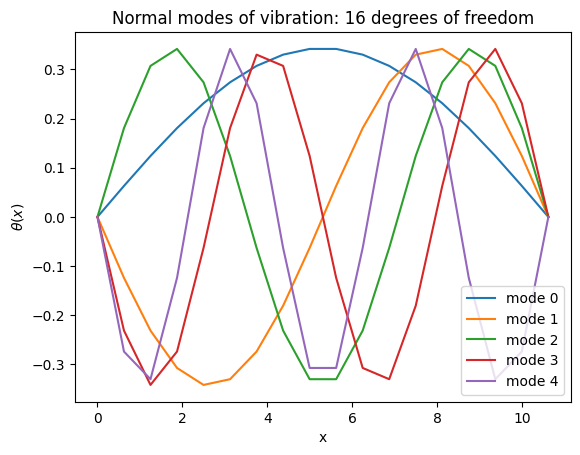 Normal modes of vibration: 16 degrees of freedom
0.3
0.2
0.1
0.0
−0.1
−0.2
−0.3
θ(x)
0
2
4
6
8
10
x
mode 0
mode 1
mode 2
mode 3
mode 4